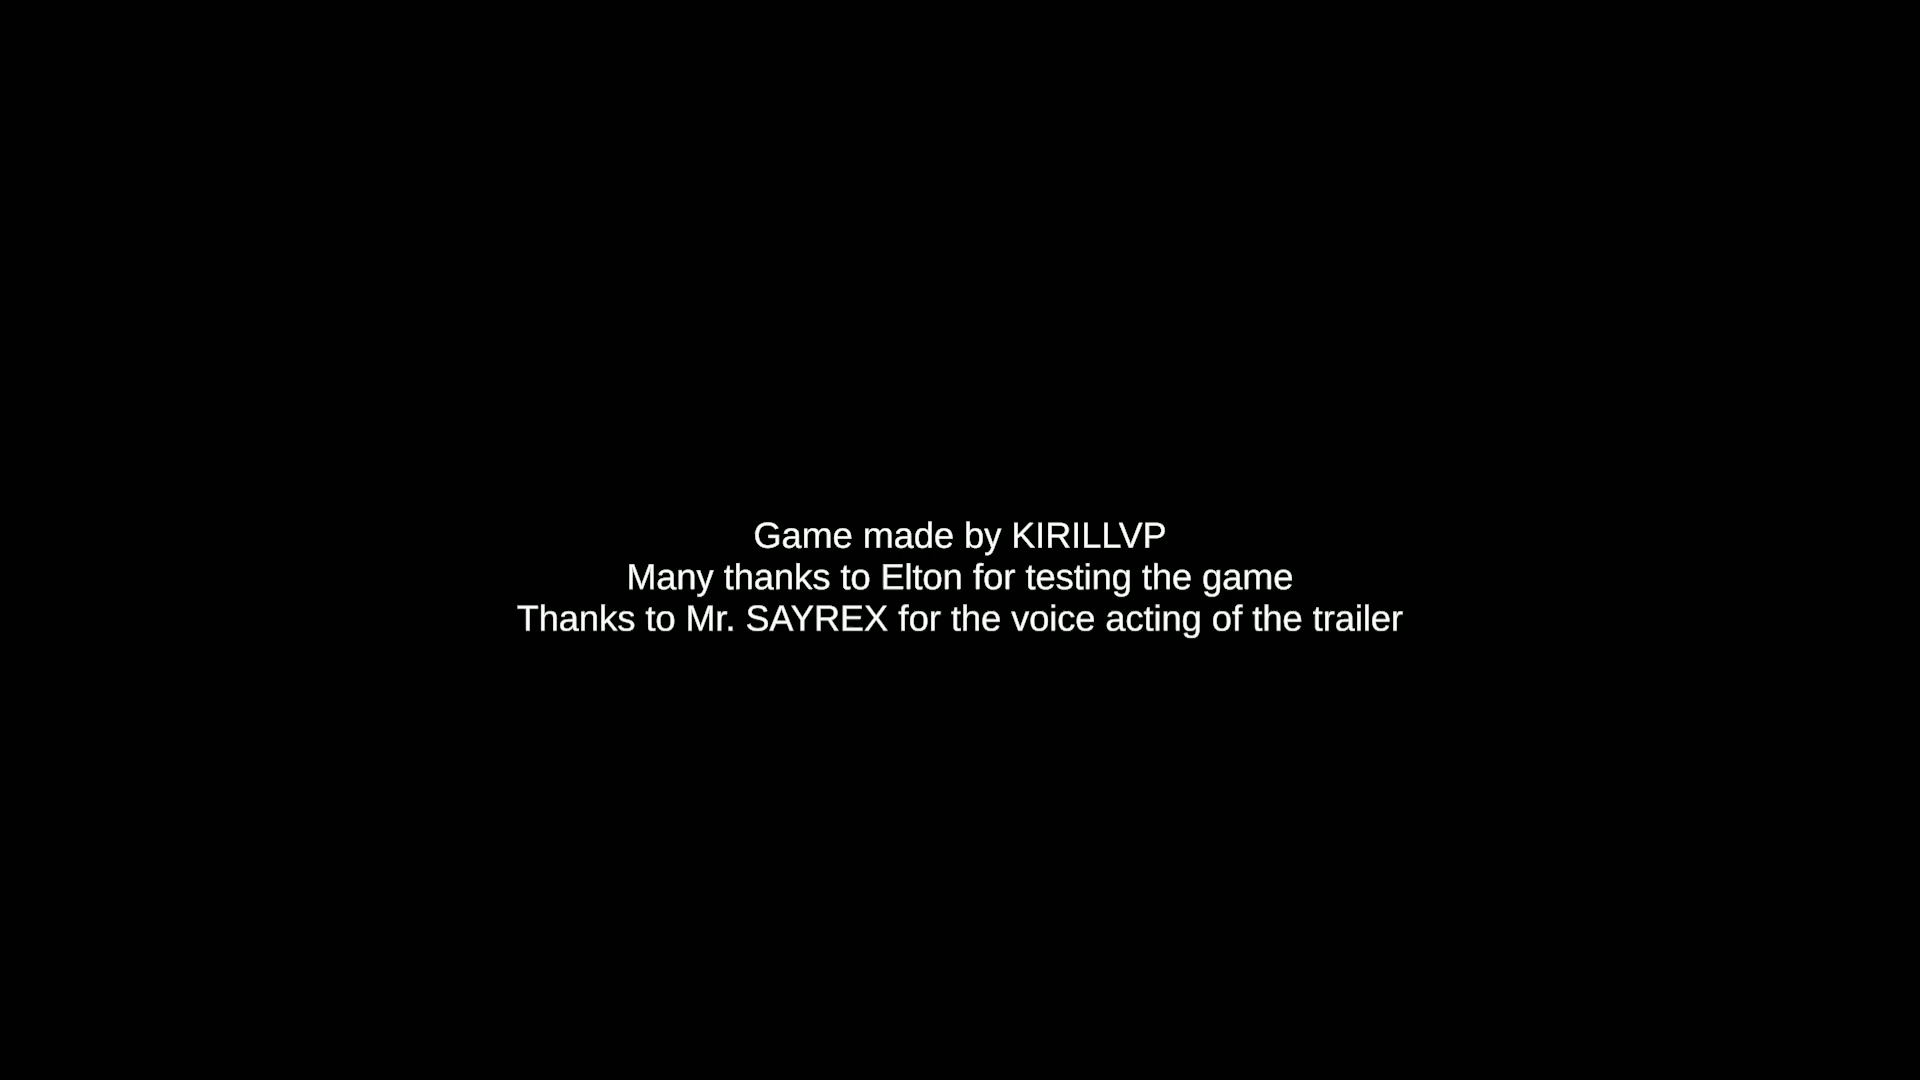 Game made by KIRILLVP
Many thanks to Elton for testing the game
Thanks to Mr. SAYREX for the voice acting of the trailer